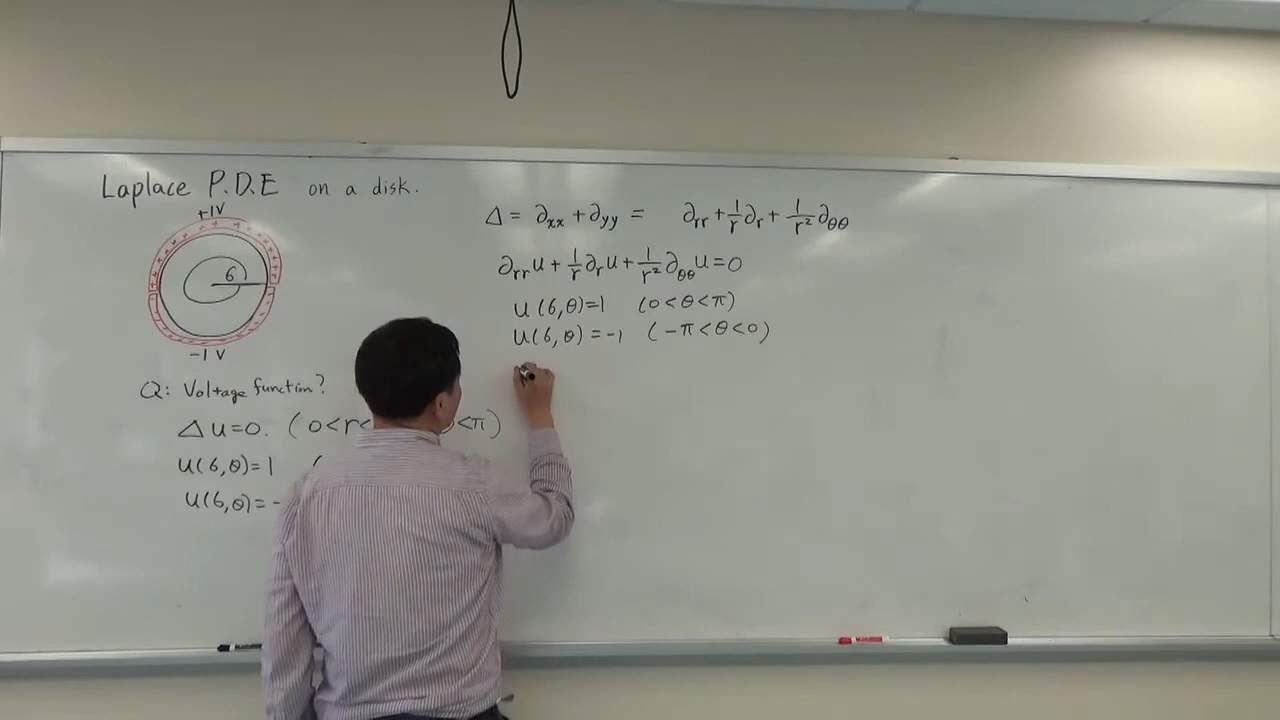 Laplace P.D.E on a disk.
+1V
6
-1 V
Q: Voltage function?
Δu=0. (0<r< <π)
u(6,θ)=1 (
u(6,θ)=-
Δ = ∂xx + ∂yy = ∂rr + 1/r ∂r + 1/r² ∂θθ
∂rr u + 1/r ∂r u + 1/r² ∂θθ u = 0
u(6,θ)=1 (0<θ<π)
u(6,θ)=-1 (-π<θ<0)